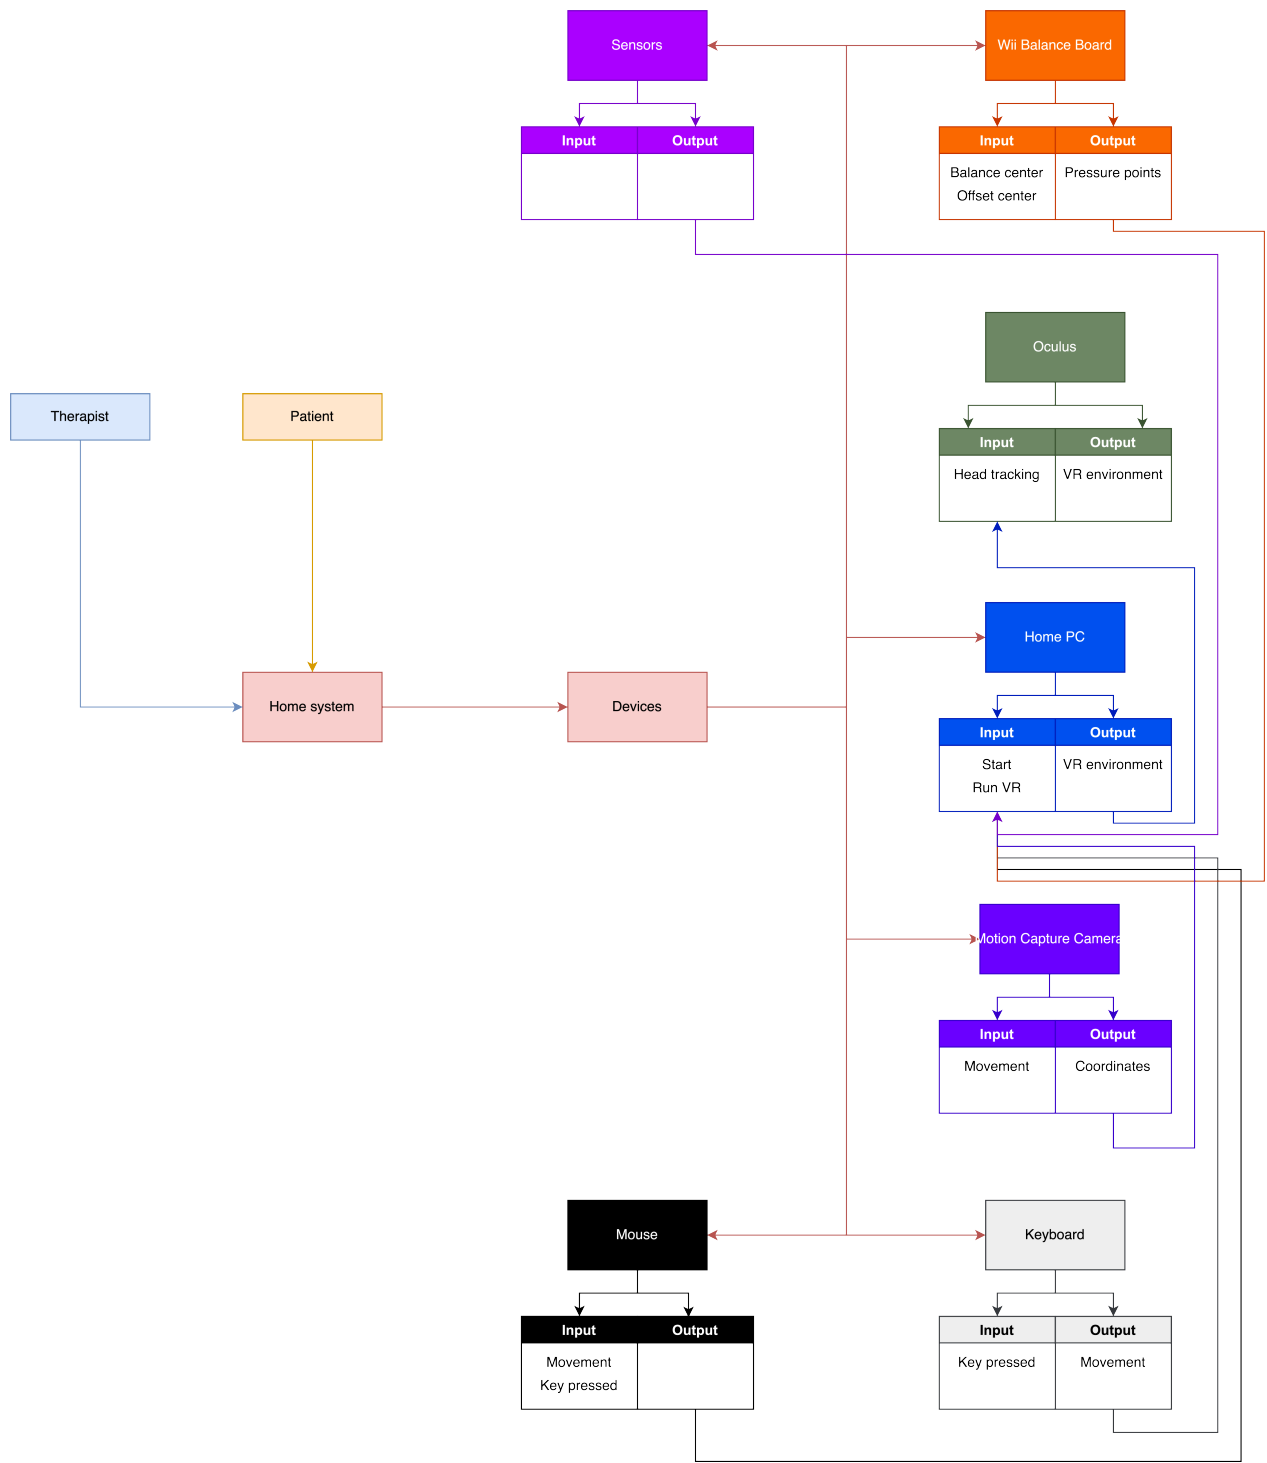 Sensors
Wii Balance Board
Input
Output
Input
Output
Balance center
Offset center
Pressure points
Oculus
Input
Output
Head tracking
VR environment
Therapist
Patient
Home PC
Home system
Devices
Input
Output
Start
Run VR
VR environment
Motion Capture Camera
Input
Output
Movement
Coordinates
Mouse
Keyboard
Input
Output
Movement
Key pressed
Input
Output
Key pressed
Movement